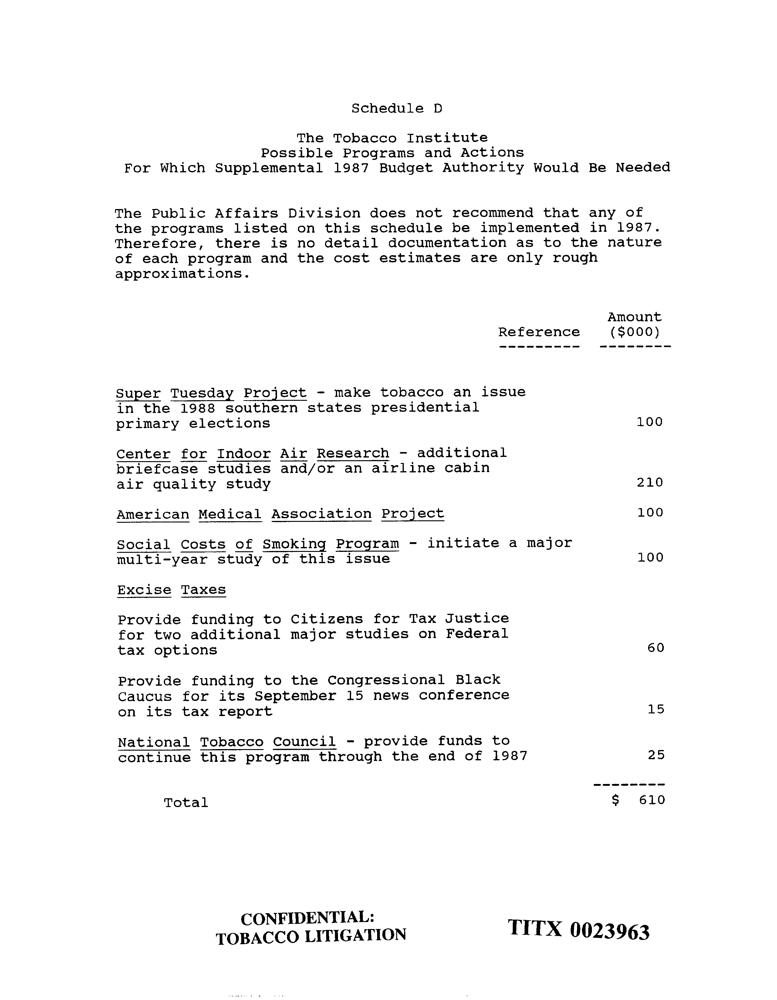 Schedule D
The Tobacco Institute
Possible Programs and Actions
For Which Supplemental 1987 Budget Authority Would Be Needed
The Public Affairs Division does not recommend that any of
the programs listed on this schedule be implemented in 1987.
Therefore, there is no detail documentation as to the nature
of each program and the cost estimates are only rough
approximations.
Amount
Reference ($000)
--------- --------
Super Tuesday Project - make tobacco an issue
in the 1988 southern states presidential
primary elections 100
Center for Indoor Air Research - additional
briefcase studies and/or an airline cabin
air quality study 210
American Medical Association Project 100
Social Costs of Smoking Program - initiate a major
multi-year study of this issue 100
Excise Taxes
Provide funding to Citizens for Tax Justice
for two additional major studies on Federal
tax options 60
Provide funding to the Congressional Black
Caucus for its September 15 news conference
on its tax report 15
National Tobacco Council - provide funds to
continue this program through the end of 1987 25
--------
Total $ 610
CONFIDENTIAL:
TOBACCO LITIGATION
TITX 0023963